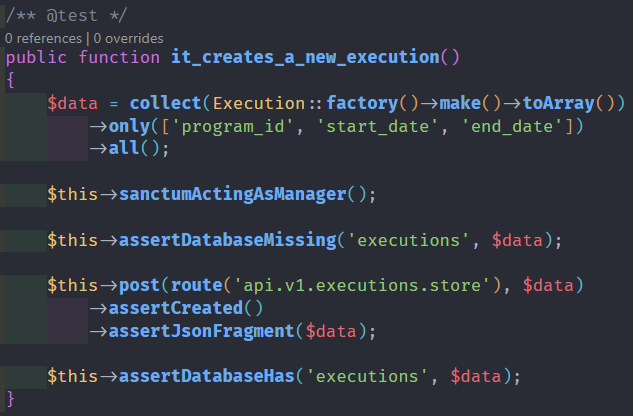 /** @test */
0 references | 0 overrides
public function it_creates_a_new_execution()
{
    $data = collect(Execution::factory()->make()->toArray())
        ->only(['program_id', 'start_date', 'end_date'])
        ->all();

    $this->sanctumActingAsManager();

    $this->assertDatabaseMissing('executions', $data);

    $this->post(route('api.v1.executions.store'), $data)
        ->assertCreated()
        ->assertJsonFragment($data);

    $this->assertDatabaseHas('executions', $data);
}